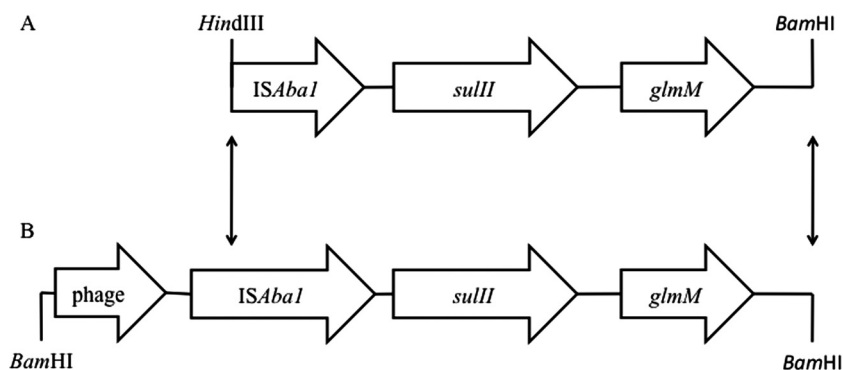 A HindIII BamHI
ISAba1 sulII glmM
B
phage ISAba1 sulII glmM
BamHI BamHI